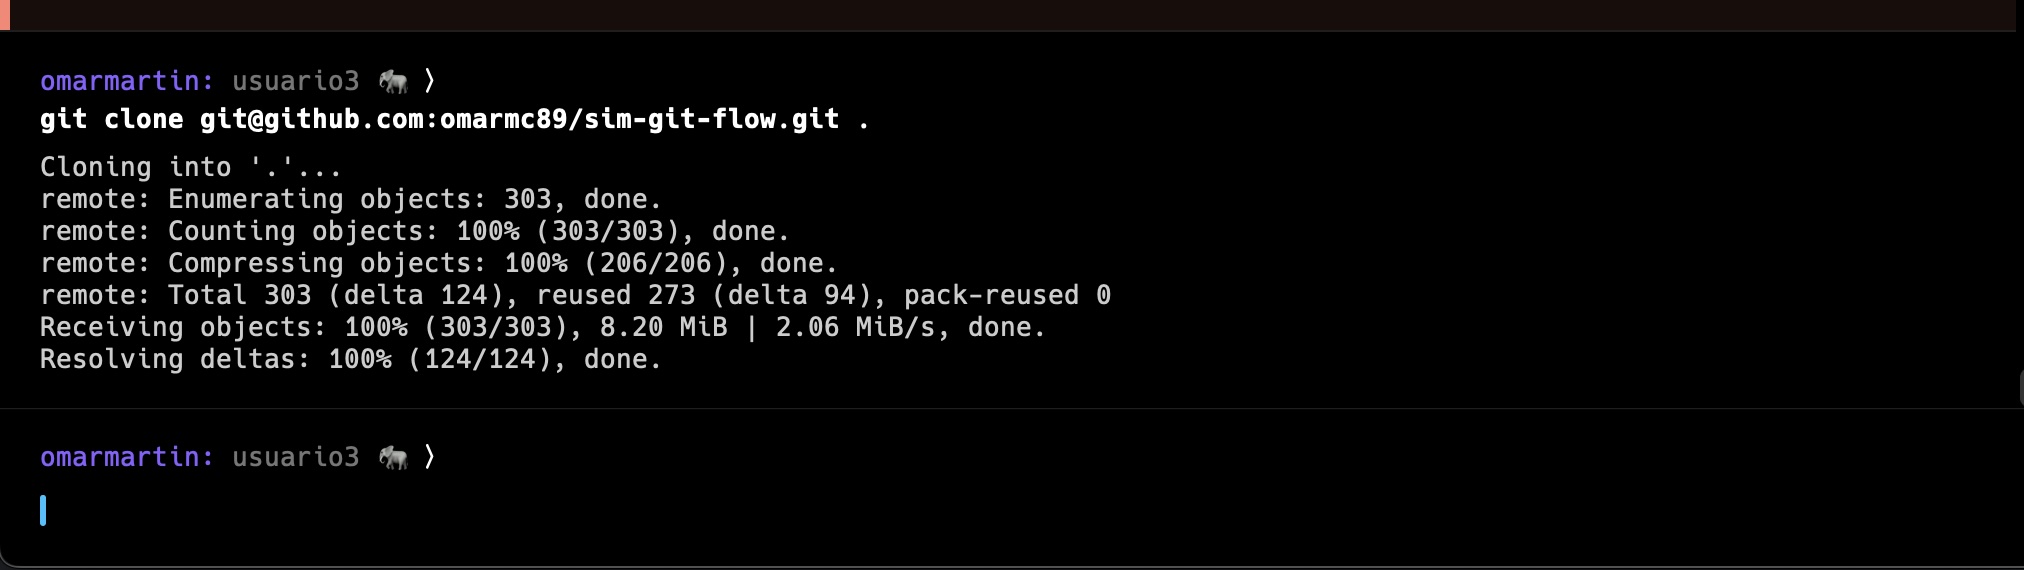 omarmartin: usuario3 🐘 ⟩
git clone git@github.com:omarmc89/sim-git-flow.git .
Cloning into '.'...
remote: Enumerating objects: 303, done.
remote: Counting objects: 100% (303/303), done.
remote: Compressing objects: 100% (206/206), done.
remote: Total 303 (delta 124), reused 273 (delta 94), pack-reused 0
Receiving objects: 100% (303/303), 8.20 MiB | 2.06 MiB/s, done.
Resolving deltas: 100% (124/124), done.
omarmartin: usuario3 🐘 ⟩